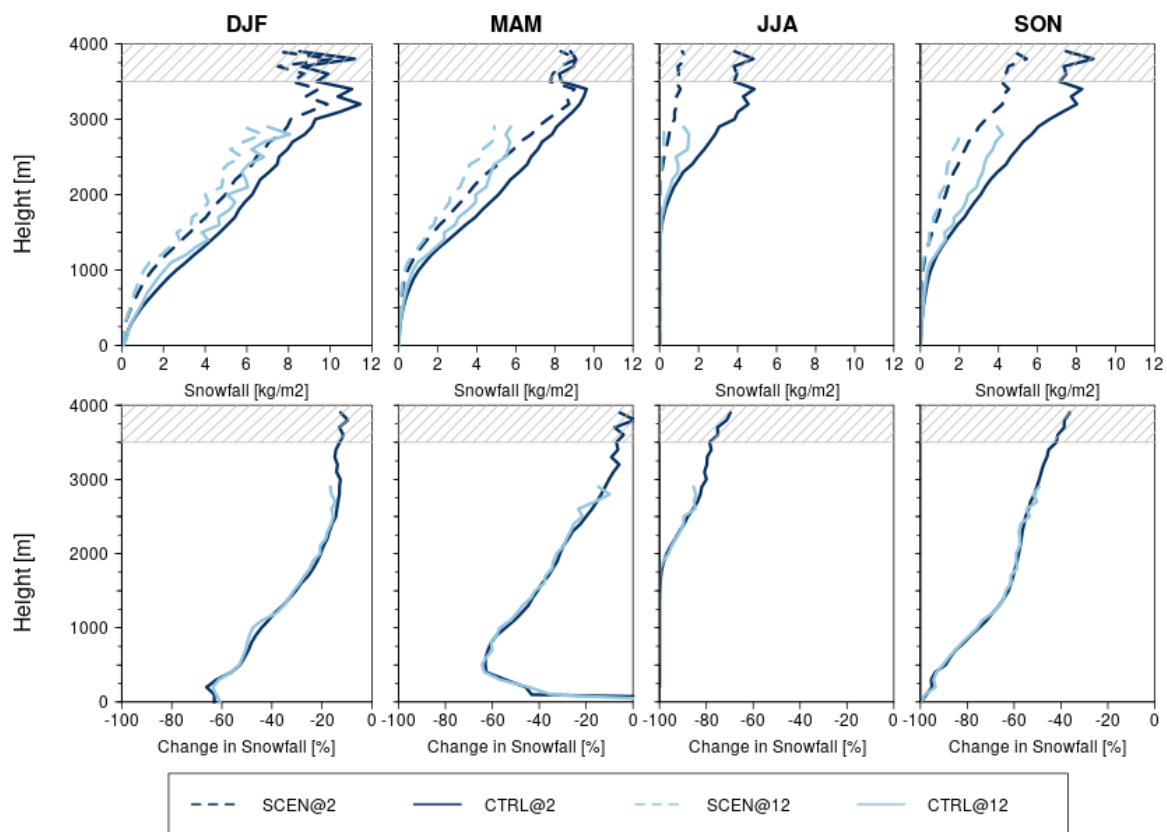 DJF MAM JJA SON
4000
3000
2000
1000
0
Height [m]
0 2 4 6 8 10 12 0 2 4 6 8 10 12 0 2 4 6 8 10 12 0 2 4 6 8 10 12
Snowfall [kg/m2] Snowfall [kg/m2] Snowfall [kg/m2] Snowfall [kg/m2]
4000
3000
2000
1000
0
Height [m]
-100 -80 -60 -40 -20 0 -100 -80 -60 -40 -20 0 -100 -80 -60 -40 -20 0 -100 -80 -60 -40 -20 0
Change in Snowfall [%] Change in Snowfall [%] Change in Snowfall [%] Change in Snowfall [%]
SCEN@2 CTRL@2 SCEN@12 CTRL@12